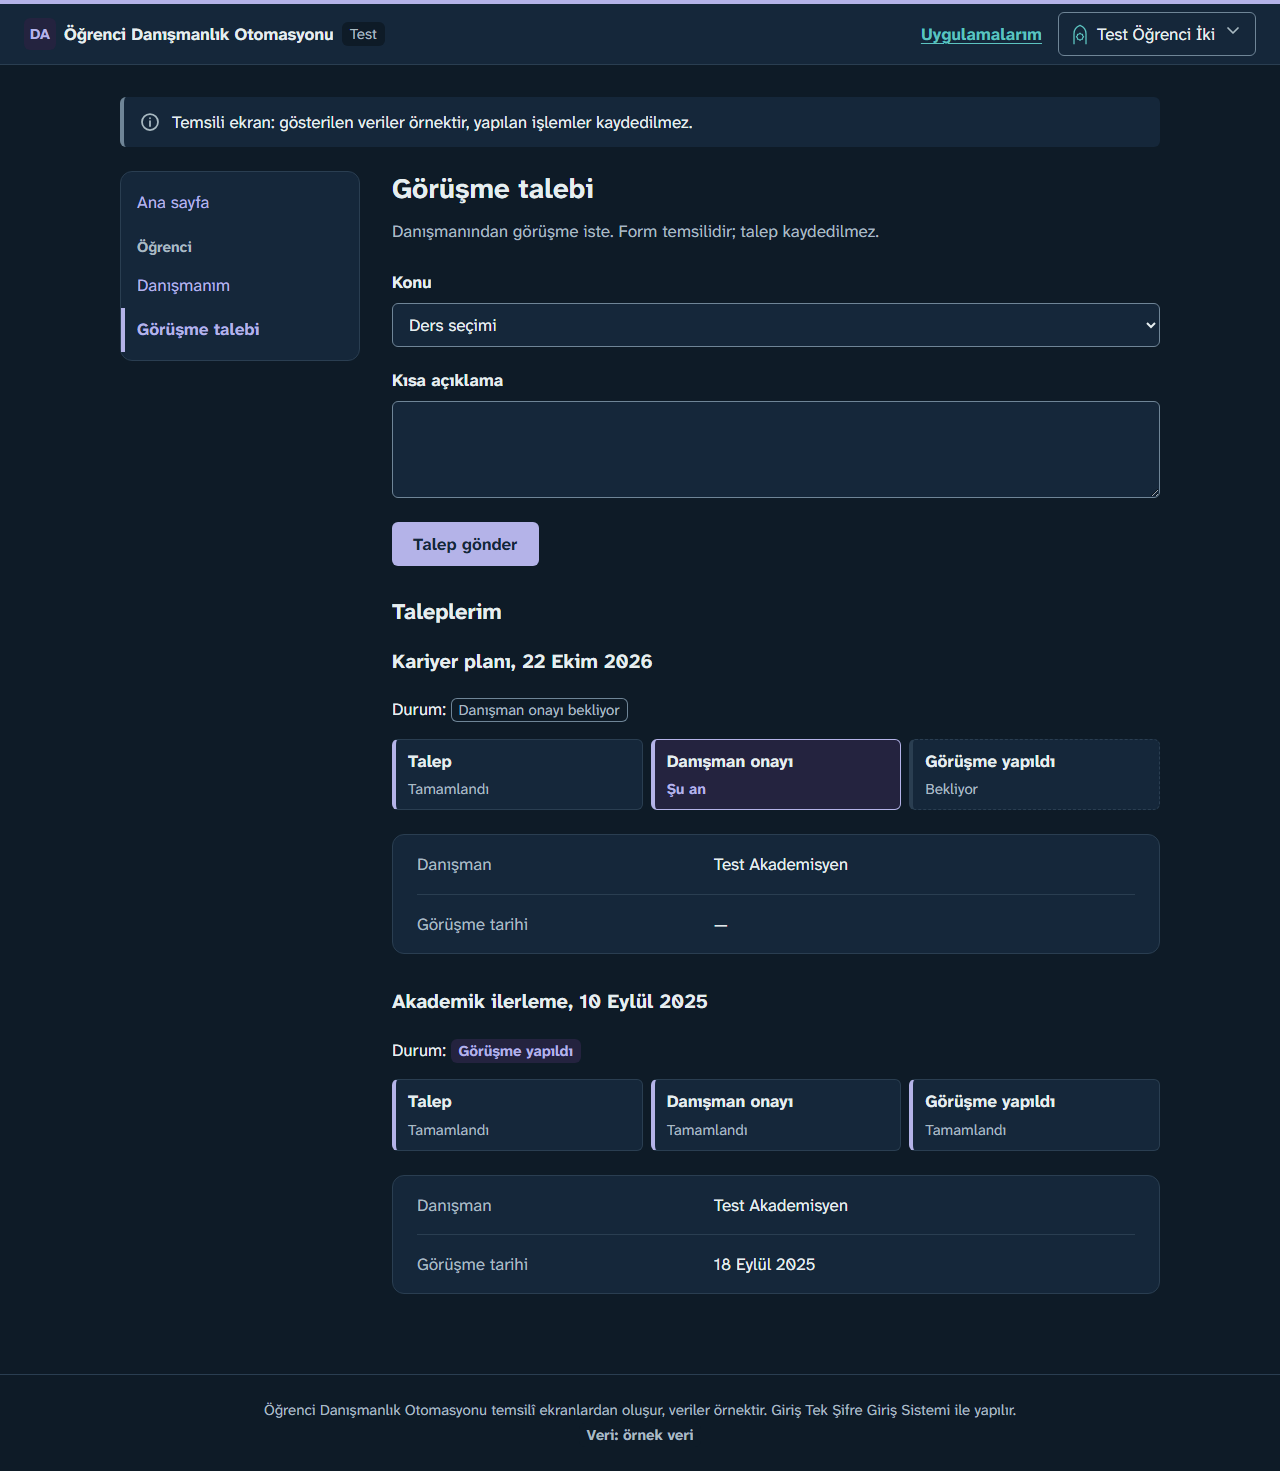 DA Öğrenci Danışmanlık Otomasyonu Test
Uygulamalarım
Test Öğrenci İki
Temsili ekran: gösterilen veriler örnektir, yapılan işlemler kaydedilmez.
Ana sayfa
Öğrenci
Danışmanım
Görüşme talebi
Görüşme talebi
Danışmanından görüşme iste. Form temsilidir; talep kaydedilmez.
Konu
Ders seçimi
Kısa açıklama
Talep gönder
Taleplerim
Kariyer planı, 22 Ekim 2026
Durum: Danışman onayı bekliyor
Talep
Tamamlandı
Danışman onayı
Şu an
Görüşme yapıldı
Bekliyor
Danışman Test Akademisyen
Görüşme tarihi —
Akademik ilerleme, 10 Eylül 2025
Durum: Görüşme yapıldı
Talep
Tamamlandı
Danışman onayı
Tamamlandı
Görüşme yapıldı
Tamamlandı
Danışman Test Akademisyen
Görüşme tarihi 18 Eylül 2025
Öğrenci Danışmanlık Otomasyonu temsilî ekranlardan oluşur, veriler örnektir. Giriş Tek Şifre Giriş Sistemi ile yapılır.
Veri: örnek veri